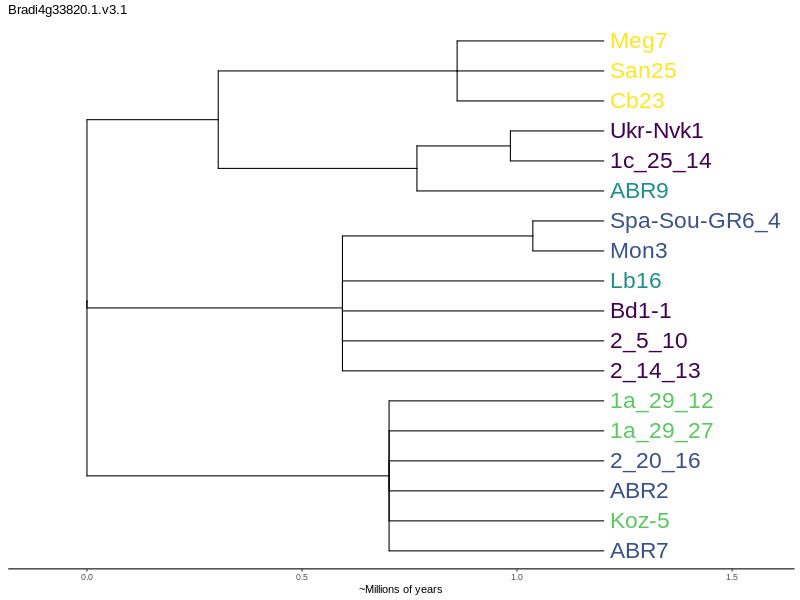 Bradi4g33820.1.v3.1
Meg7
San25
Cb23
Ukr-Nvk1
1c_25_14
ABR9
Spa-Sou-GR6_4
Mon3
Lb16
Bd1-1
2_5_10
2_14_13
1a_29_12
1a_29_27
2_20_16
ABR2
Koz-5
ABR7
0.0 0.5 1.0 1.5
~Millions of years